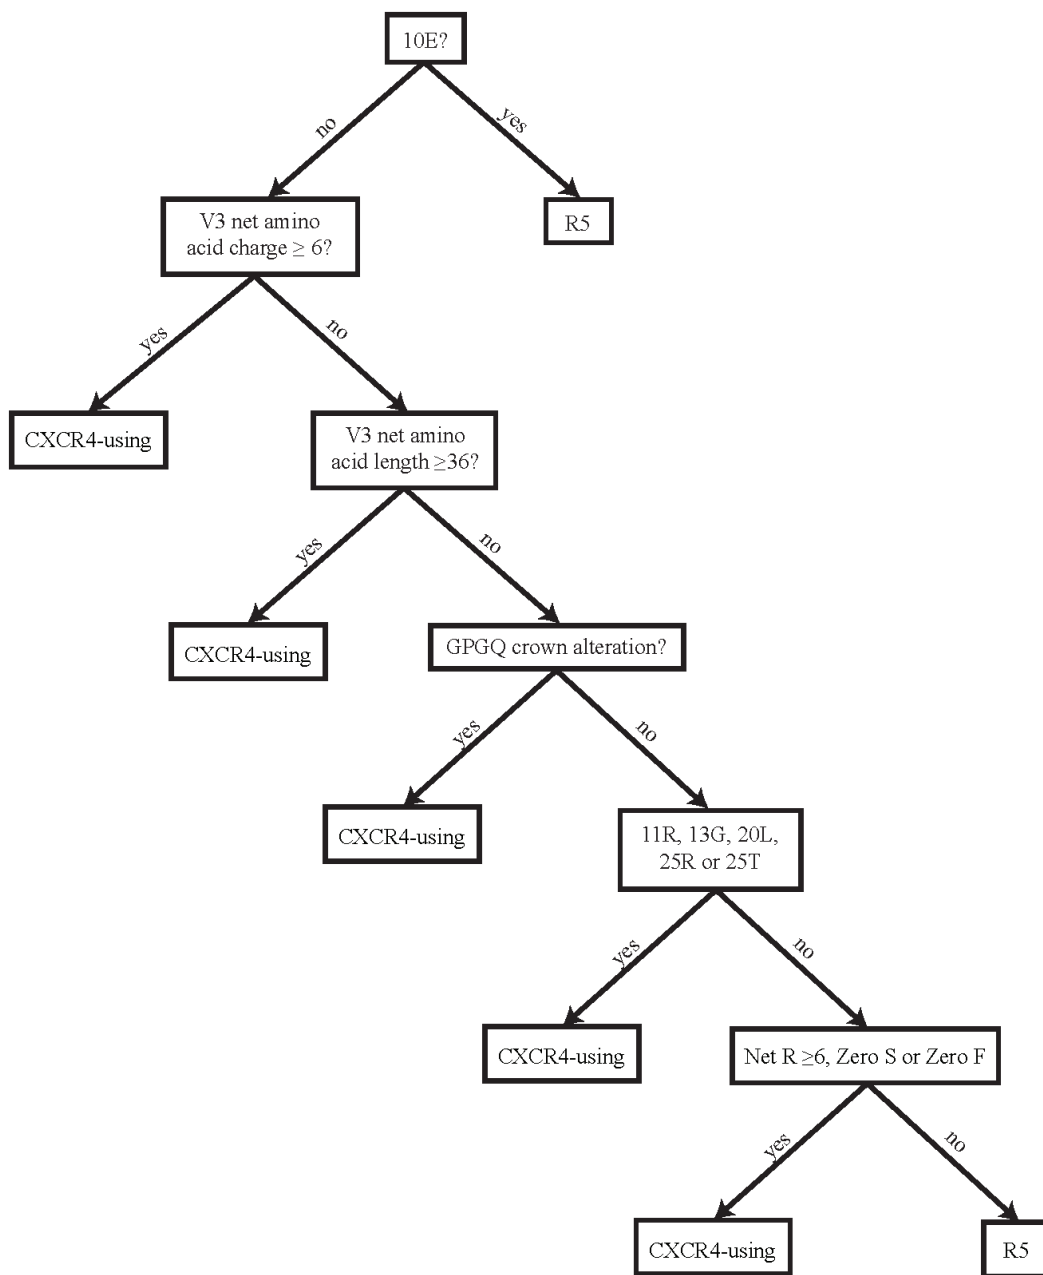 10E?
no
yes
V3 net amino
acid charge ≥ 6?
R5
yes
no
CXCR4-using
V3 net amino
acid length ≥36?
yes
no
CXCR4-using
GPGQ crown alteration?
yes
no
CXCR4-using
11R, 13G, 20L,
25R or 25T
yes
no
CXCR4-using
Net R ≥6, Zero S or Zero F
yes
no
CXCR4-using
R5